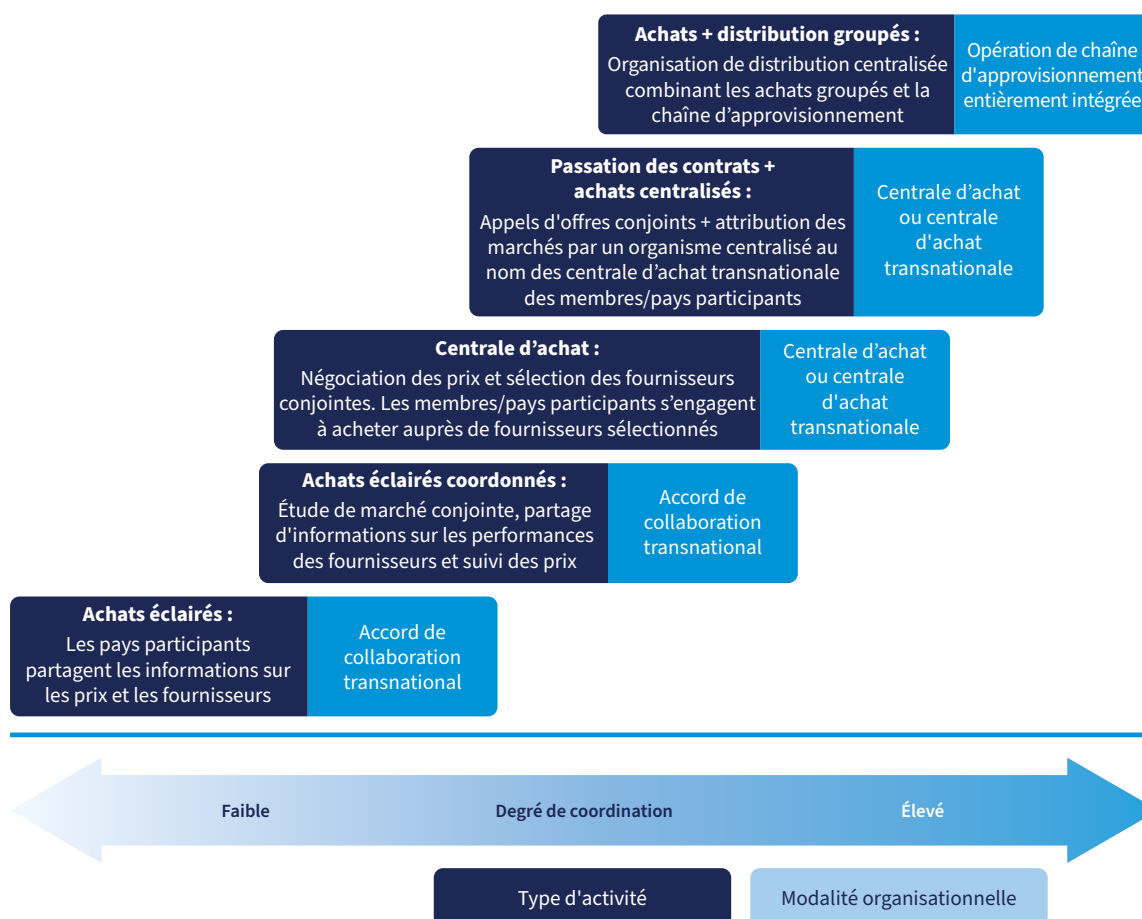 Achats + distribution groupés :
Organisation de distribution centralisée
combinant les achats groupés et la
chaîne d’approvisionnement
Opération de chaîne
d'approvisionnement
entièrement intégrée
Passation des contrats +
achats centralisés :
Appels d'offres conjoints + attribution des
marchés par un organisme centralisé au
nom des centrale d’achat transnationale
des membres/pays participants
Centrale d’achat
ou centrale
d'achat
transnationale
Centrale d’achat :
Négociation des prix et sélection des fournisseurs
conjointes. Les membres/pays participants s’engagent
à acheter auprès de fournisseurs sélectionnés
Centrale d’achat
ou centrale
d'achat
transnationale
Achats éclairés coordonnés :
Étude de marché conjointe, partage
d'informations sur les performances
des fournisseurs et suivi des prix
Accord de
collaboration
transnational
Achats éclairés :
Les pays participants
partagent les informations sur
les prix et les fournisseurs
Accord de
collaboration
transnational
Faible
Degré de coordination
Élevé
Type d'activité
Modalité organisationnelle